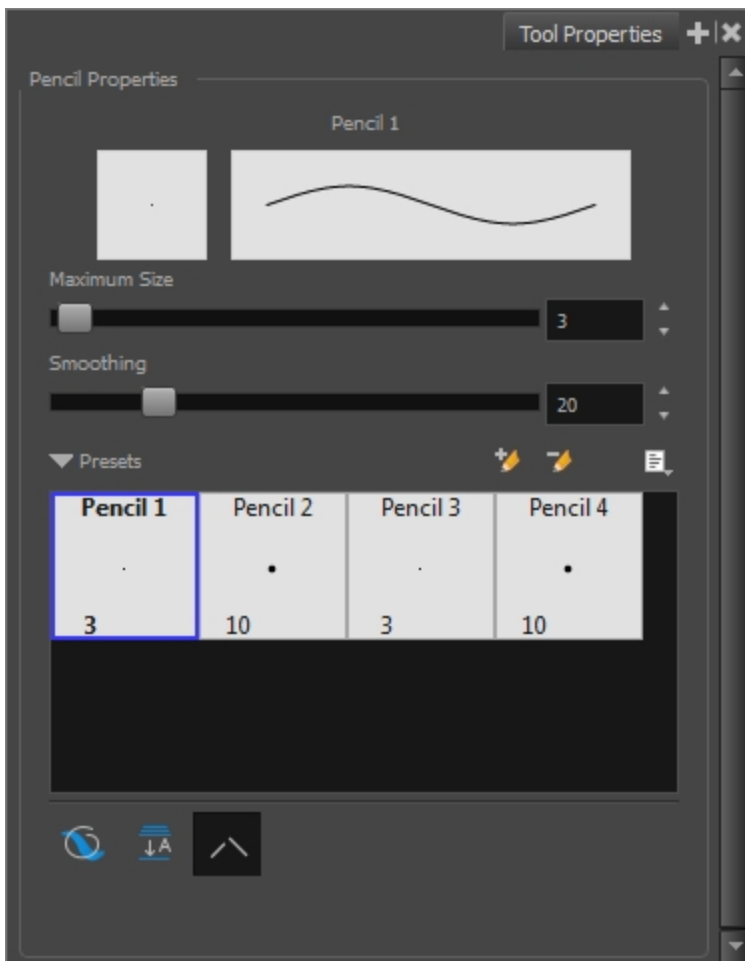 Tool Properties
Pencil Properties
Pencil 1
Maximum Size
3
Smoothing
20
Presets
Pencil 1 Pencil 2 Pencil 3 Pencil 4
3 10 3 10
A